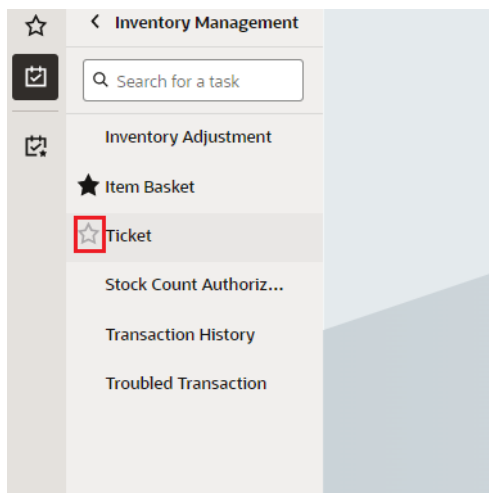 Inventory Management
Search for a task
Inventory Adjustment
Item Basket
Ticket
Stock Count Authoriz...
Transaction History
Troubled Transaction